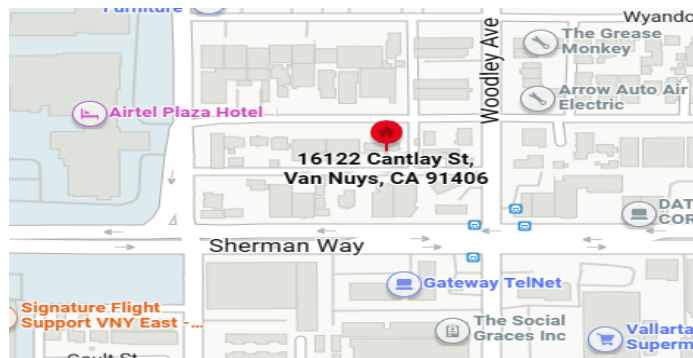 Furniture
Wyando
The Grease
Monkey
Woodley Ave
Arrow Auto Air
Electric
Airtel Plaza Hotel
16122 Cantlay St,
Van Nuys, CA 91406
DAT
COR
Sherman Way
Gateway TelNet
Signature Flight
Support VNY East -...
The Social
Graces Inc
Vallarta
Superm
Gault St